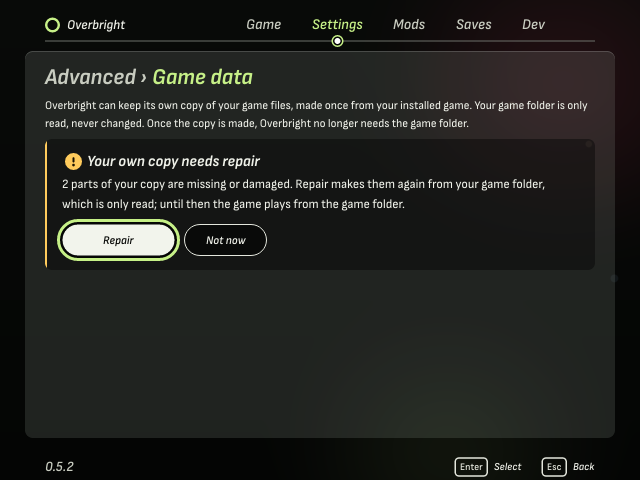 Overbright
Game
Settings
Mods
Saves
Dev
Advanced › Game data
Overbright can keep its own copy of your game files, made once from your installed game. Your game folder is only
read, never changed. Once the copy is made, Overbright no longer needs the game folder.
Your own copy needs repair
2 parts of your copy are missing or damaged. Repair makes them again from your game folder,
which is only read; until then the game plays from the game folder.
Repair
Not now
0.5.2
Enter Select
Esc Back